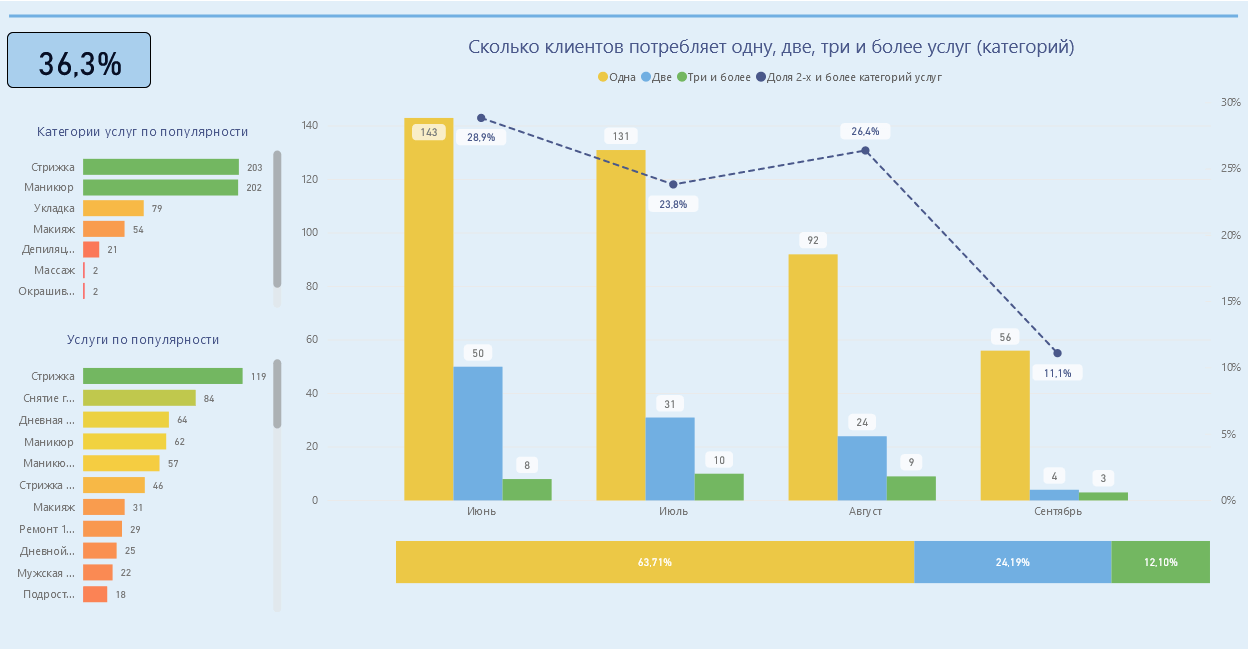 36,3%
Сколько клиентов потребляет одну, две, три и более услуг (категорий)
Одна Две Три и более Доля 2-х и более категорий услуг
Категории услуг по популярности
Стрижка 203
Маникюр 202
Укладка 79
Макияж 54
Депиляц... 21
Массаж 2
Окрашив... 2
Услуги по популярности
Стрижка 119
Снятие г... 84
Дневная ... 64
Маникюр 62
Маникю... 57
Стрижка ... 46
Макияж 31
Ремонт 1... 29
Дневной... 25
Мужская ... 22
Подрост... 18
140
120
100
80
60
40
20
0
30%
25%
20%
15%
10%
5%
0%
143 28,9% 50 8
131 23,8% 31 10
92 26,4% 24 9
56 11,1% 4 3
Июнь Июль Август Сентябрь
63,71% 24,19% 12,10%